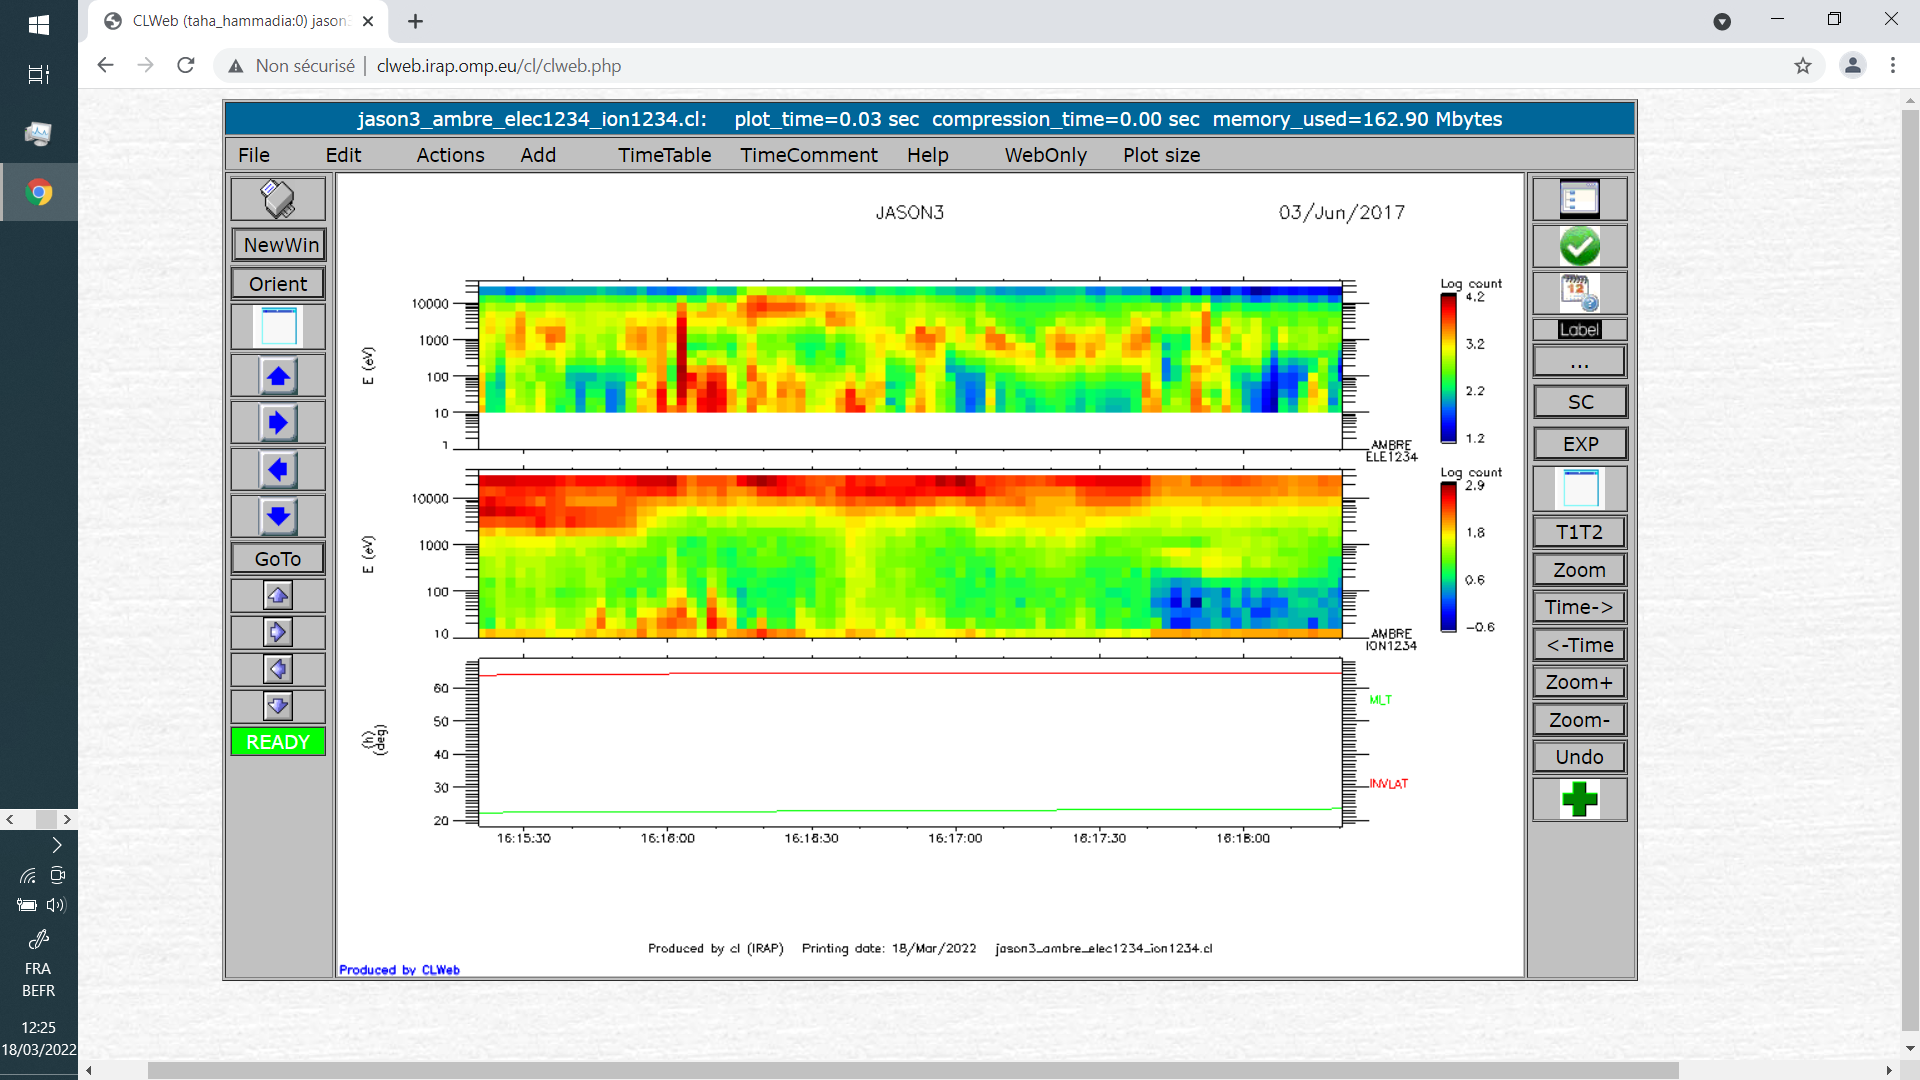 CLWeb (taha_hammadia:0) jason3
Non sécurisé | clweb.irap.omp.eu/cl/clweb.php
jason3_ambre_elec1234_ion1234.cl: plot_time=0.03 sec compression_time=0.00 sec memory_used=162.90 Mbytes
File Edit Actions Add TimeTable TimeComment Help WebOnly Plot size
NewWin
Orient
GoTo
READY
JASON3 03/Jun/2017
Log count
4.2
3.2
2.2
1.2
10000
1000
100
10
1
E (eV)
AMBRE
ELE1234
Log count
2.9
1.8
0.6
-0.6
10000
1000
100
10
E (eV)
AMBRE
ION1234
60
50
40
30
20
(h)
(deg)
MLT
INVLAT
16:15:30 16:16:00 16:16:30 16:17:00 16:17:30 16:18:00
Produced by cl (IRAP) Printing date: 18/Mar/2022 jason3_ambre_elec1234_ion1234.cl
Produced by CLWeb
12
Label
...
SC
EXP
T1T2
Zoom
Time->
<-Time
Zoom+
Zoom-
Undo
FRA
BEFR
12:25
18/03/2022